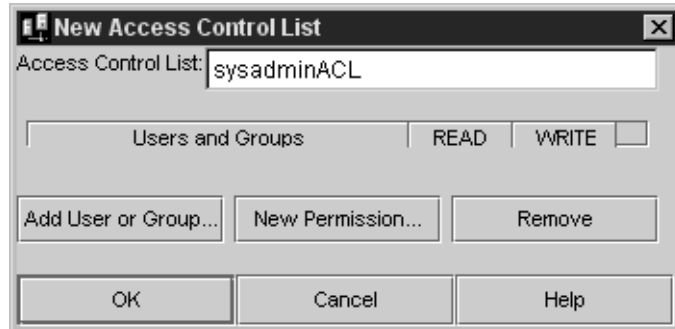 New Access Control List
Access Control List: sysadminACL
Users and Groups READ WRITE
Add User or Group... New Permission... Remove
OK Cancel Help